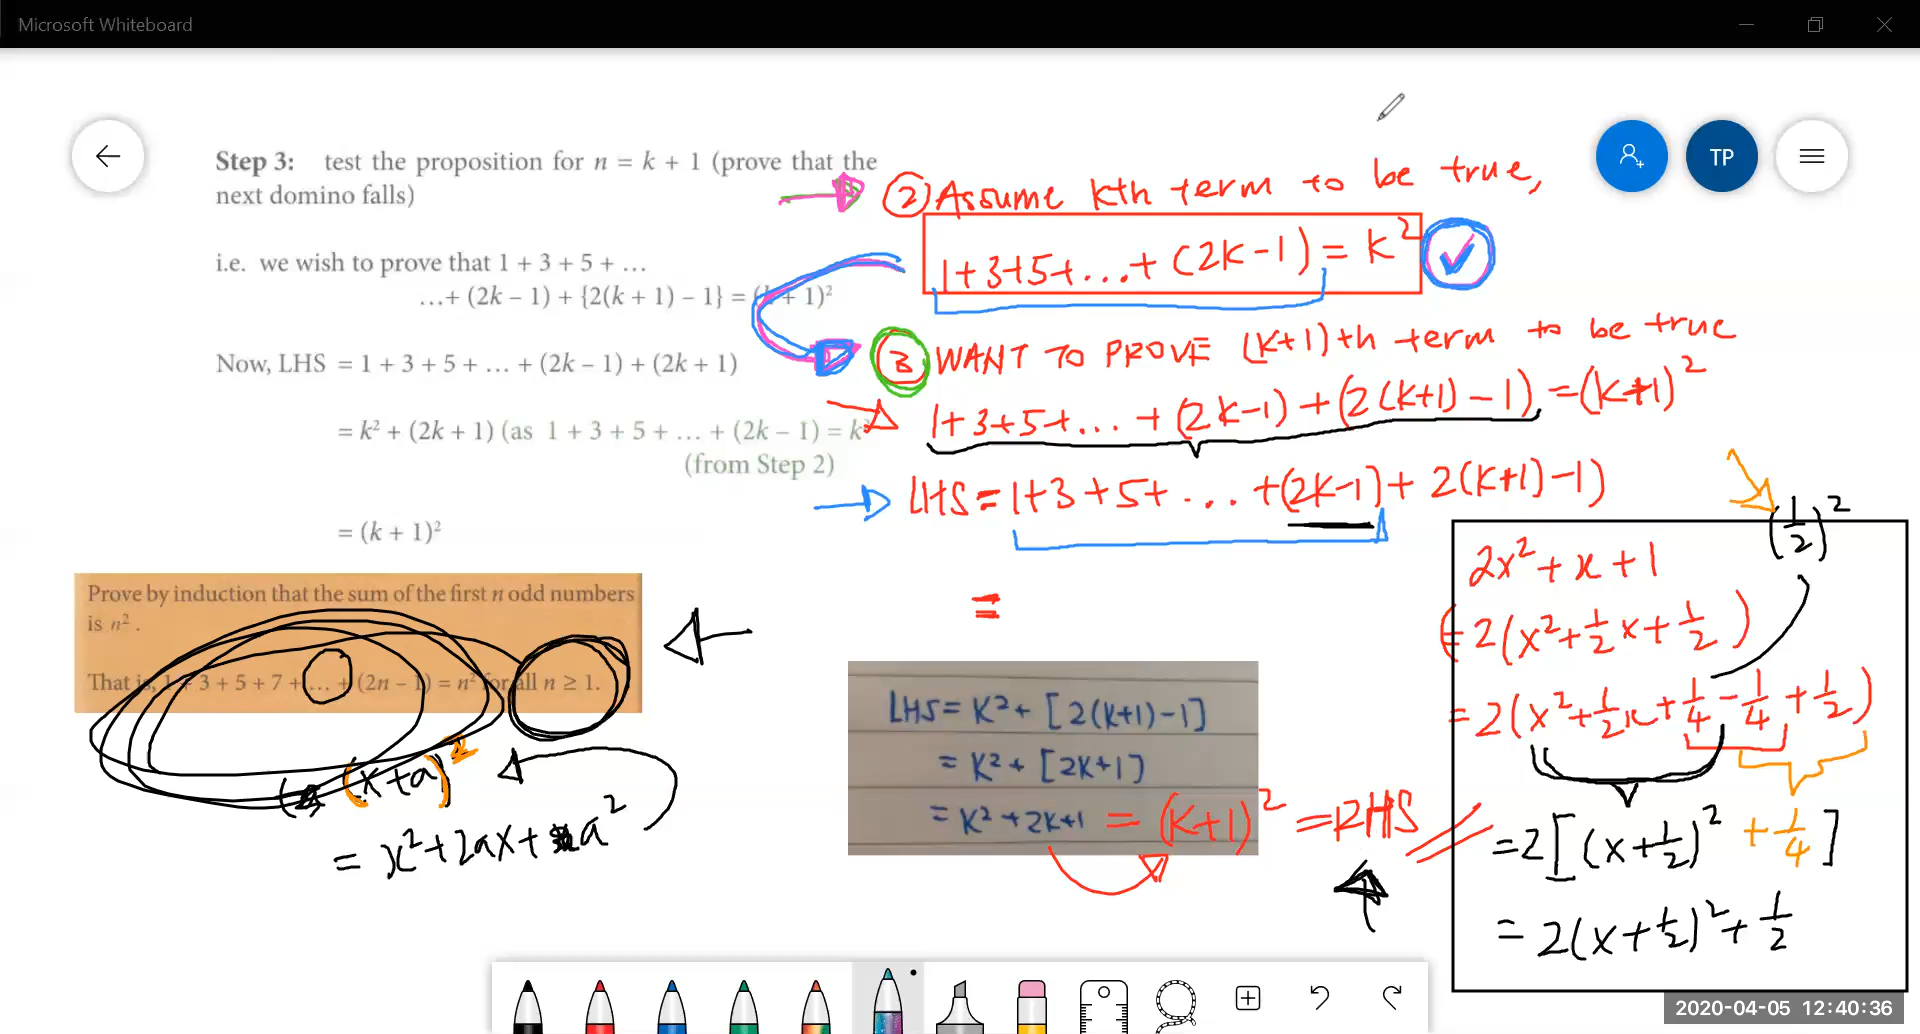 Microsoft Whiteboard
Step 3: test the proposition for n = k + 1 (prove that the
next domino falls)
i.e. we wish to prove that 1 + 3 + 5 + …
…+ (2k – 1) + {2(k + 1) – 1} = (k + 1)²
Now, LHS = 1 + 3 + 5 + … + (2k – 1) + (2k + 1)
= k² + (2k + 1) (as 1 + 3 + 5 + … + (2k – 1) = k²
(from Step 2)
= (k + 1)²
Prove by induction that the sum of the first n odd numbers
is n².
That is, 1 + 3 + 5 + 7 + … + (2n – 1) = n² for all n ≥ 1.
(x+a)²
= x²+2ax+a²
② Assume kth term to be true,
1+3+5+...+(2k-1) = k²
③ WANT TO PROVE (k+1)th term to be true
1+3+5+... +(2k-1)+(2(k+1)-1) = (k+1)²
LHS = 1+3+5+... +(2k-1)+2(k+1)-1)
=
LHS = K²+ [2(k+1)-1]
= K²+ [2k+1]
= K²+2k+1 = (k+1)² = RHS
(1/2)²
2x²+x+1
= 2(x²+1/2x+1/2)
= 2(x²+1/2x+1/4-1/4+1/2)
= 2[(x+1/2)²+1/4]
= 2(x+1/2)²+1/2
TP
2020-04-05 12:40:36